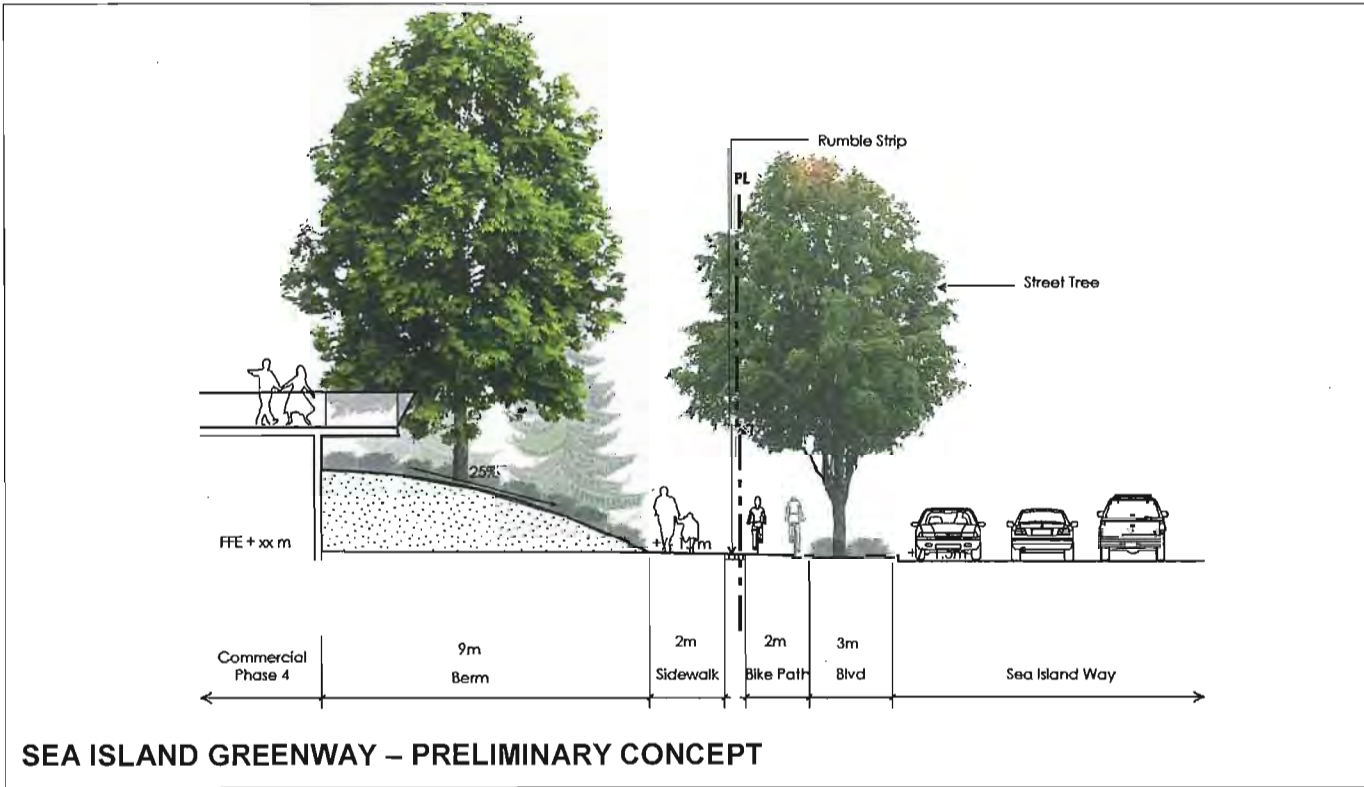 Rumble Strip
PL
Street Tree
25%
FFE + xx m
9m
2m
2m
3m
Commercial
Phase 4
Berm
Sidewalk
Bike Path
Blvd
Sea Island Way
SEA ISLAND GREENWAY – PRELIMINARY CONCEPT